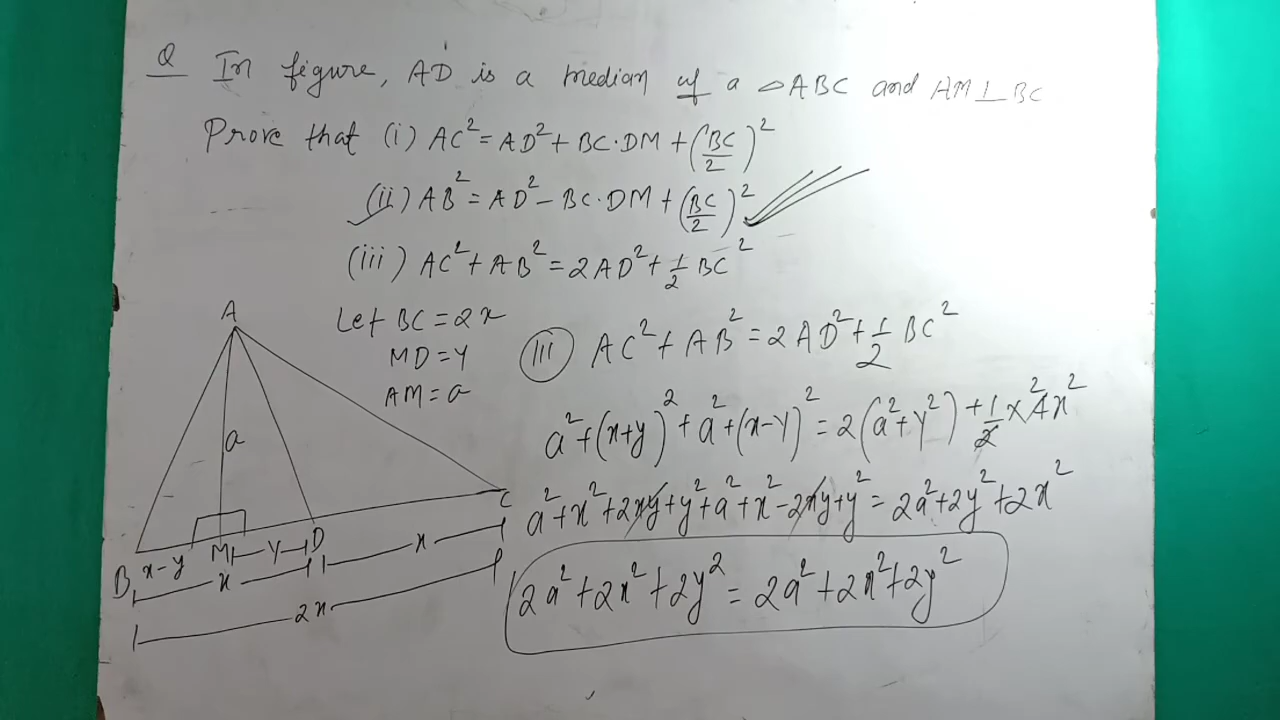 Q In figure, AD is a median of a △ABC and AM⊥BC
Prove that (i) AC² = AD² + BC·DM + (BC/2)²
(ii) AB² = AD² − BC·DM + (BC/2)²
(iii) AC² + AB² = 2AD² + 1/2 BC²
Let BC = 2x
MD = y
AM = a
(III) AC² + AB² = 2AD² + 1/2 BC²
a² + (x+y)² + a² + (x−y)² = 2(a²+y²) + 1/2 × 4x²
a² + x² + 2xy + y² + a² + x² − 2xy + y² = 2a² + 2y² + 2x²
2a² + 2x² + 2y² = 2a² + 2x² + 2y²
A
a
C
B x−y M y D x
x
2x